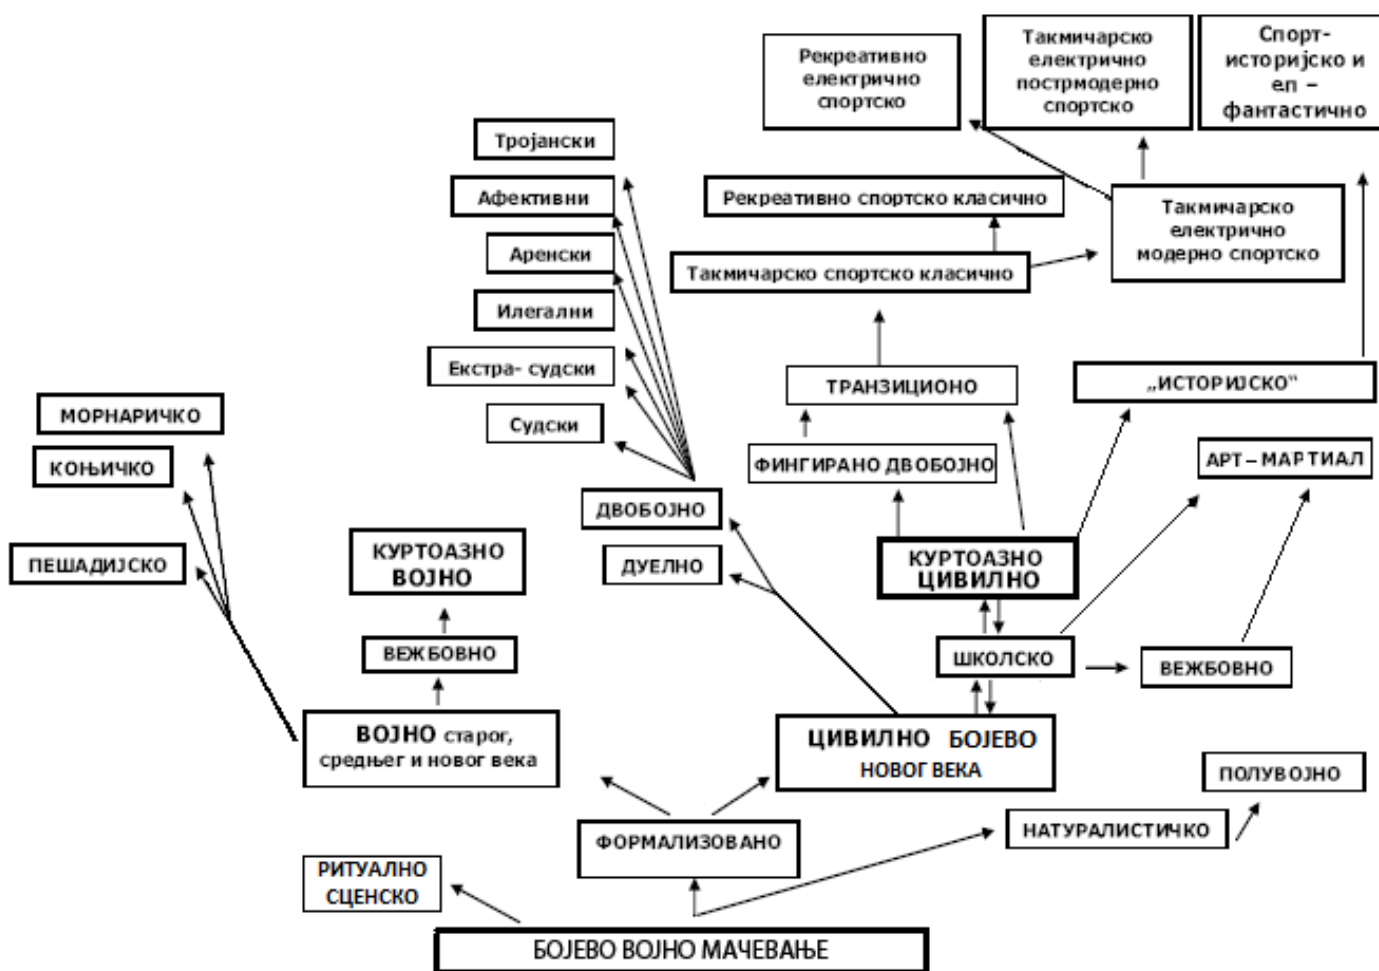 Рекреативно
електрично
спортско
Такмичарско
електрично
пострмодерно
спортско
Спорт-
историјско и
ел –
фантастично
Тројански
Афективни
Аренски
Илегални
Екстра- судски
Судски
Рекреативно спортско класично
Такмичарско спортско класично
Такмичарско
електрично
модерно спортско
ТРАНЗИЦИОНО
„ИСТОРИЈСКО“
МОРНАРИЧКО
КОЊИЧКО
ПЕШАДИЈСКО
ФИНГИРАНО ДВОБОЈНО
АРТ – МАРТИАЛ
ДВОБОЈНО
ДУЕЛНО
КУРТОАЗНО
ВОЈНО
КУРТОАЗНО
ЦИВИЛНО
ВЕЖБОВНО
ШКОЛСКО
ВЕЖБОВНО
ВОЈНО старог,
средњег и новог века
ЦИВИЛНО БОЈЕВО
НОВОГ ВЕКА
ПОЛУВОЈНО
ФОРМАЛИЗОВАНО
НАТУРАЛИСТИЧКО
РИТУАЛНО
СЦЕНСКО
БОЈЕВО ВОЈНО МАЧЕВАЊЕ